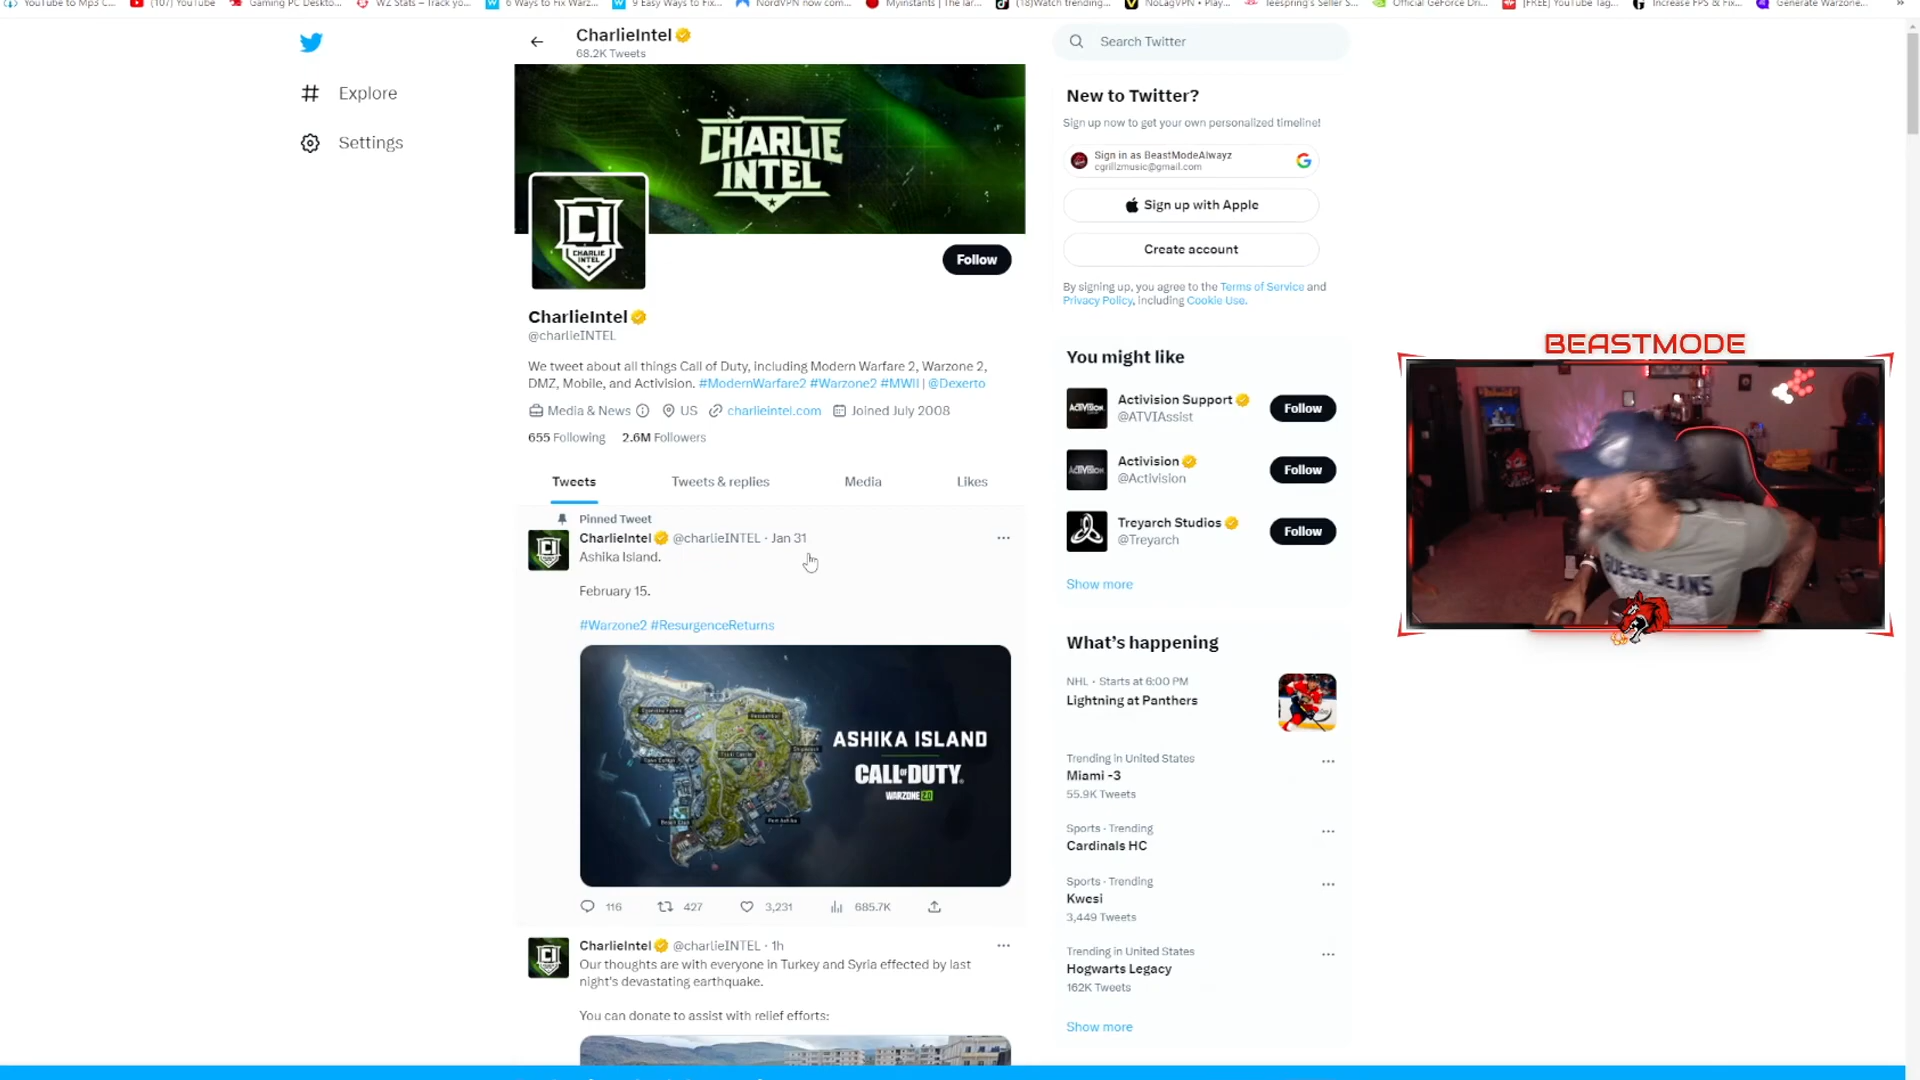 YouTube to Mp3 C...
(107) YouTube
Gaming PC Deskto...
WZ Stats – Track yo...
6 Ways to Fix Warz...
9 Easy Ways to Fix...
NordVPN now com...
Myinstants | The lar...
(18)Watch trending...
NoLagVPN • Play...
Teespring's Seller S...
Official GeForce Dri...
[FREE] YouTube Tag...
Increase FPS & Fix...
Generate Warzone...
CharlieIntel
68.2K Tweets
Search Twitter
Explore
Settings
CHARLIE
INTEL
CI
CHARLIE
INTEL
Follow
CharlieIntel
@charlieINTEL
We tweet about all things Call of Duty, including Modern Warfare 2, Warzone 2,
DMZ, Mobile, and Activision. #ModernWarfare2 #Warzone2 #MWII | @Dexerto
Media & News US charlieintel.com Joined July 2008
655 Following 2.6M Followers
Tweets Tweets & replies Media Likes
Pinned Tweet
CharlieIntel @charlieINTEL · Jan 31
Ashika Island.
February 15.
#Warzone2 #ResurgenceReturns
Residential
Tsuki Castle
Shipwreck
Beach Club
Port Ashika
ASHIKA ISLAND
CALL OF DUTY
WARZONE 2.0
116 427 3,231 685.7K
CharlieIntel @charlieINTEL · 1h
Our thoughts are with everyone in Turkey and Syria effected by last
night's devastating earthquake.
You can donate to assist with relief efforts:
New to Twitter?
Sign up now to get your own personalized timeline!
Sign in as BeastModeAlwayz
cgrillzmusic@gmail.com
Sign up with Apple
Create account
By signing up, you agree to the Terms of Service and
Privacy Policy, including Cookie Use.
You might like
Activision Support
@ATVIAssist
Follow
Activision
@Activision
Follow
Treyarch Studios
@Treyarch
Follow
Show more
What's happening
NHL · Starts at 6:00 PM
Lightning at Panthers
Trending in United States
Miami -3
55.9K Tweets
Sports · Trending
Cardinals HC
Sports · Trending
Kwesi
3,449 Tweets
Trending in United States
Hogwarts Legacy
162K Tweets
Show more
BEASTMODE
GUESS JEANS